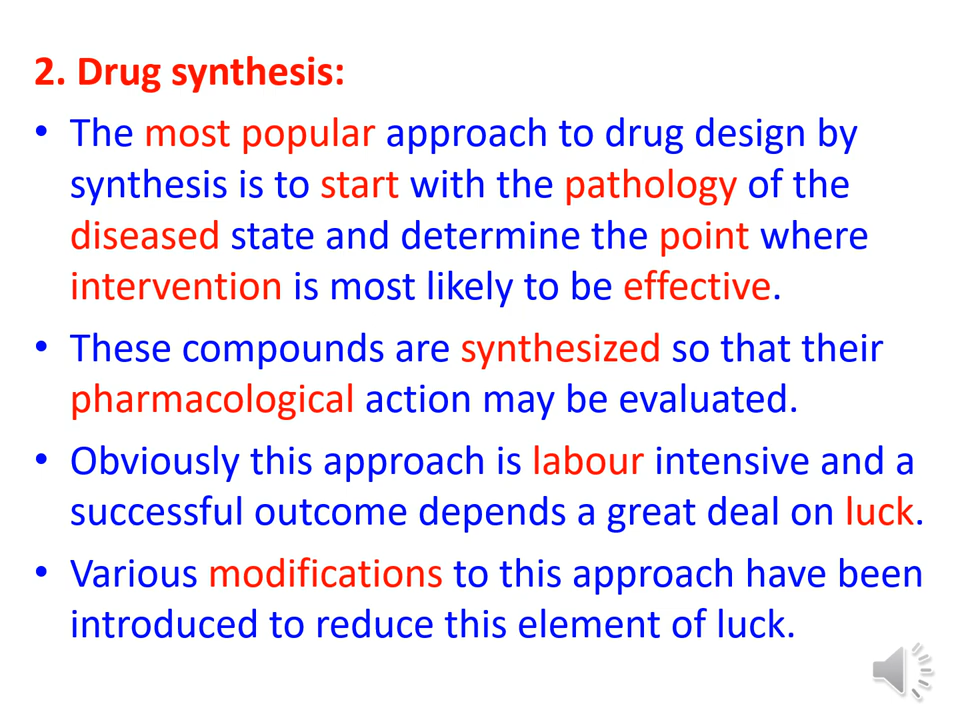 2. Drug synthesis:
• The most popular approach to drug design by
synthesis is to start with the pathology of the
diseased state and determine the point where
intervention is most likely to be effective.
• These compounds are synthesized so that their
pharmacological action may be evaluated.
• Obviously this approach is labour intensive and a
successful outcome depends a great deal on luck.
• Various modifications to this approach have been
introduced to reduce this element of luck.